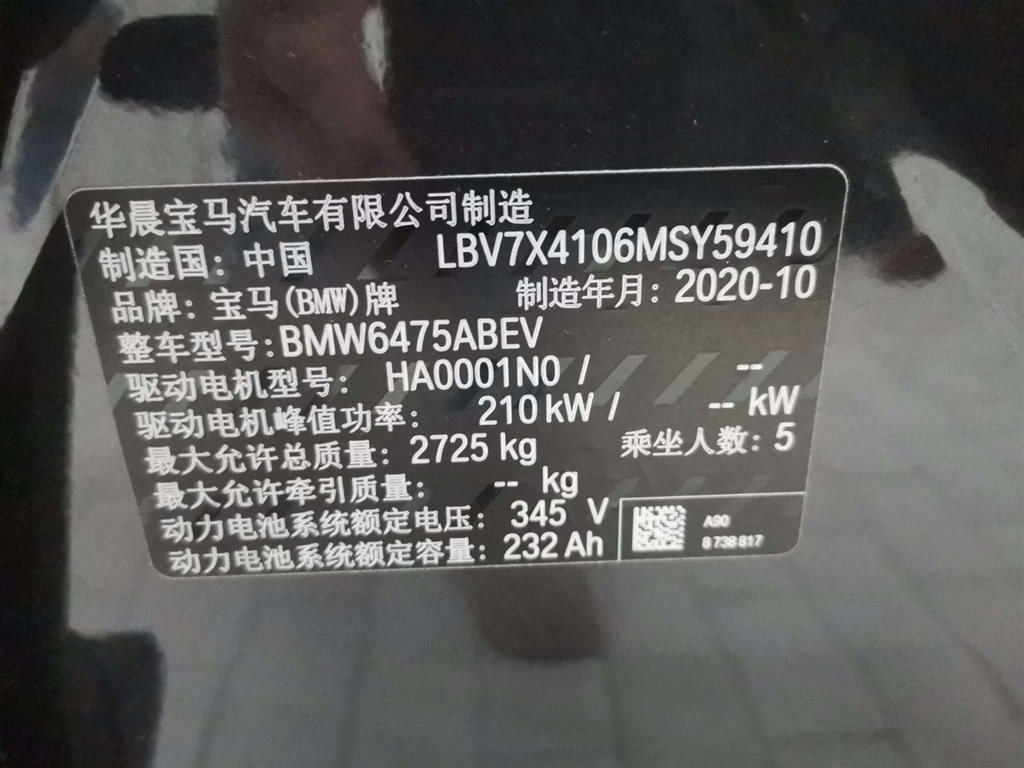 华晨宝马汽车有限公司制造
制造国：中国 LBV7X4106MSY59410
品牌：宝马(BMW)牌 制造年月：2020-10
整车型号：BMW6475ABEV
驱动电机型号： HA0001N0 / --
驱动电机峰值功率： 210 kW / -- kW
最大允许总质量：2725 kg 乘坐人数：5
最大允许牵引质量： -- kg
动力电池系统额定电压： 345 V
动力电池系统额定容量：232 Ah
A90
8 738 817